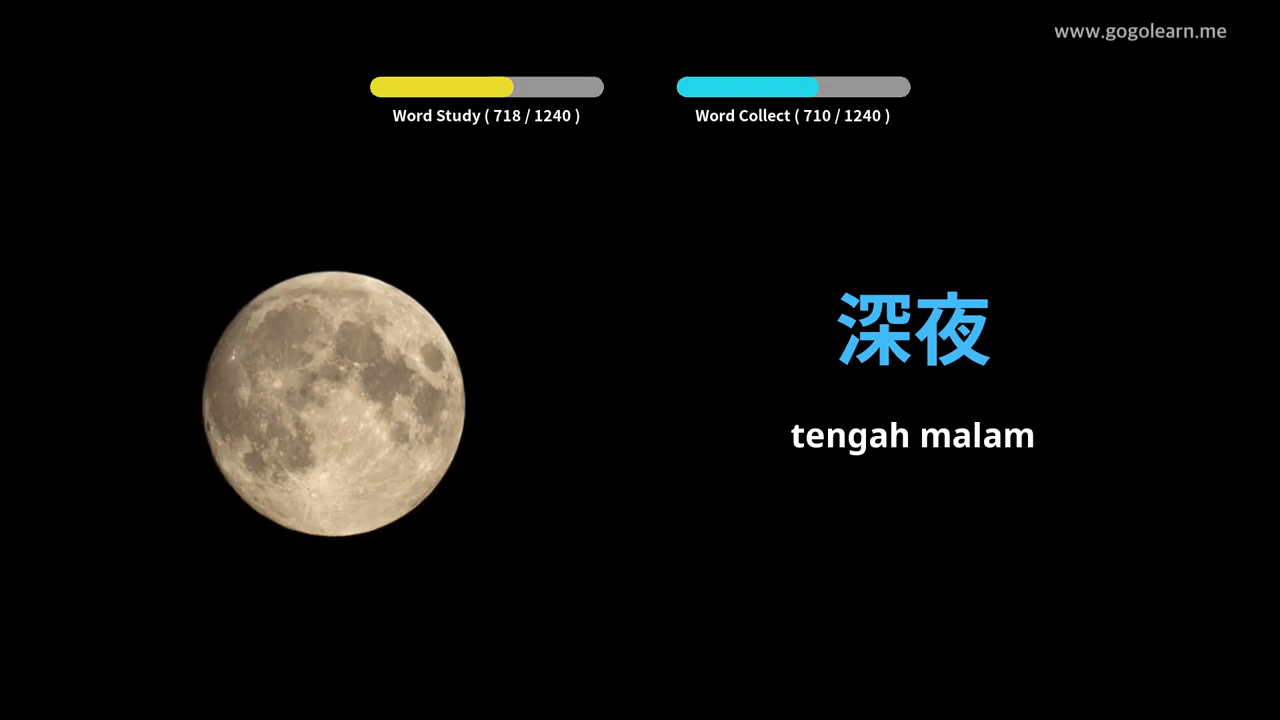 www.gogolearn.me
Word Study ( 718 / 1240 )
Word Collect ( 710 / 1240 )
深夜
tengah malam